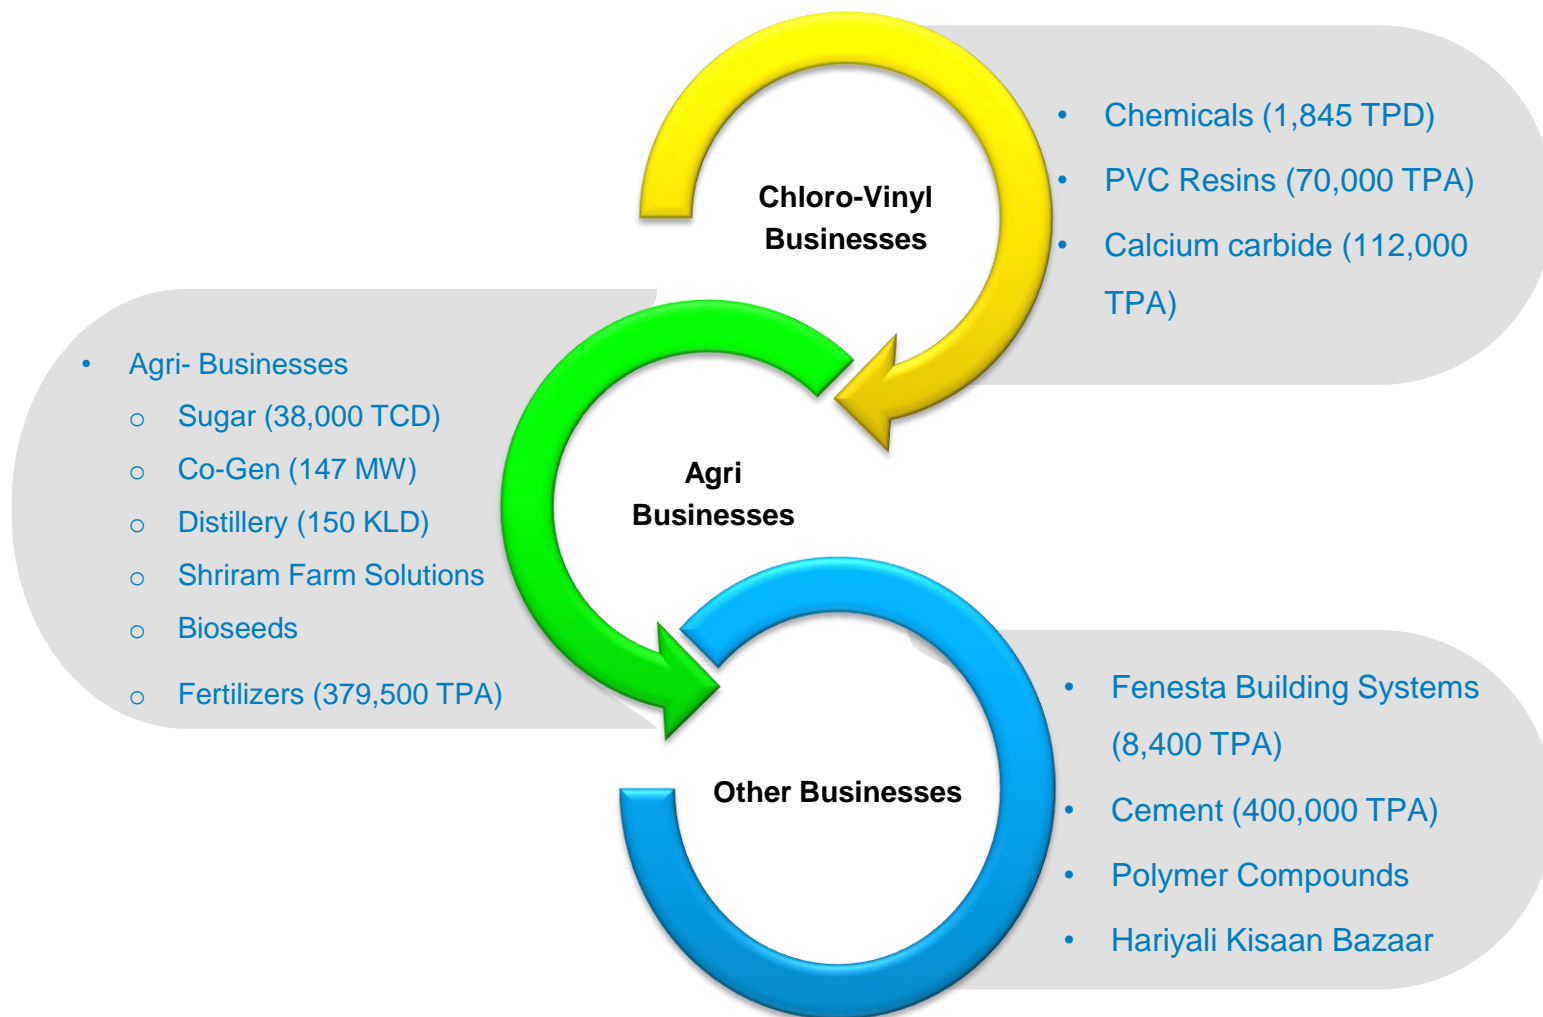 Chloro-Vinyl
Businesses
• Chemicals (1,845 TPD)
• PVC Resins (70,000 TPA)
• Calcium carbide (112,000
TPA)
Agri
Businesses
• Agri- Businesses
o Sugar (38,000 TCD)
o Co-Gen (147 MW)
o Distillery (150 KLD)
o Shriram Farm Solutions
o Bioseeds
o Fertilizers (379,500 TPA)
Other Businesses
• Fenesta Building Systems
(8,400 TPA)
• Cement (400,000 TPA)
• Polymer Compounds
• Hariyali Kisaan Bazaar